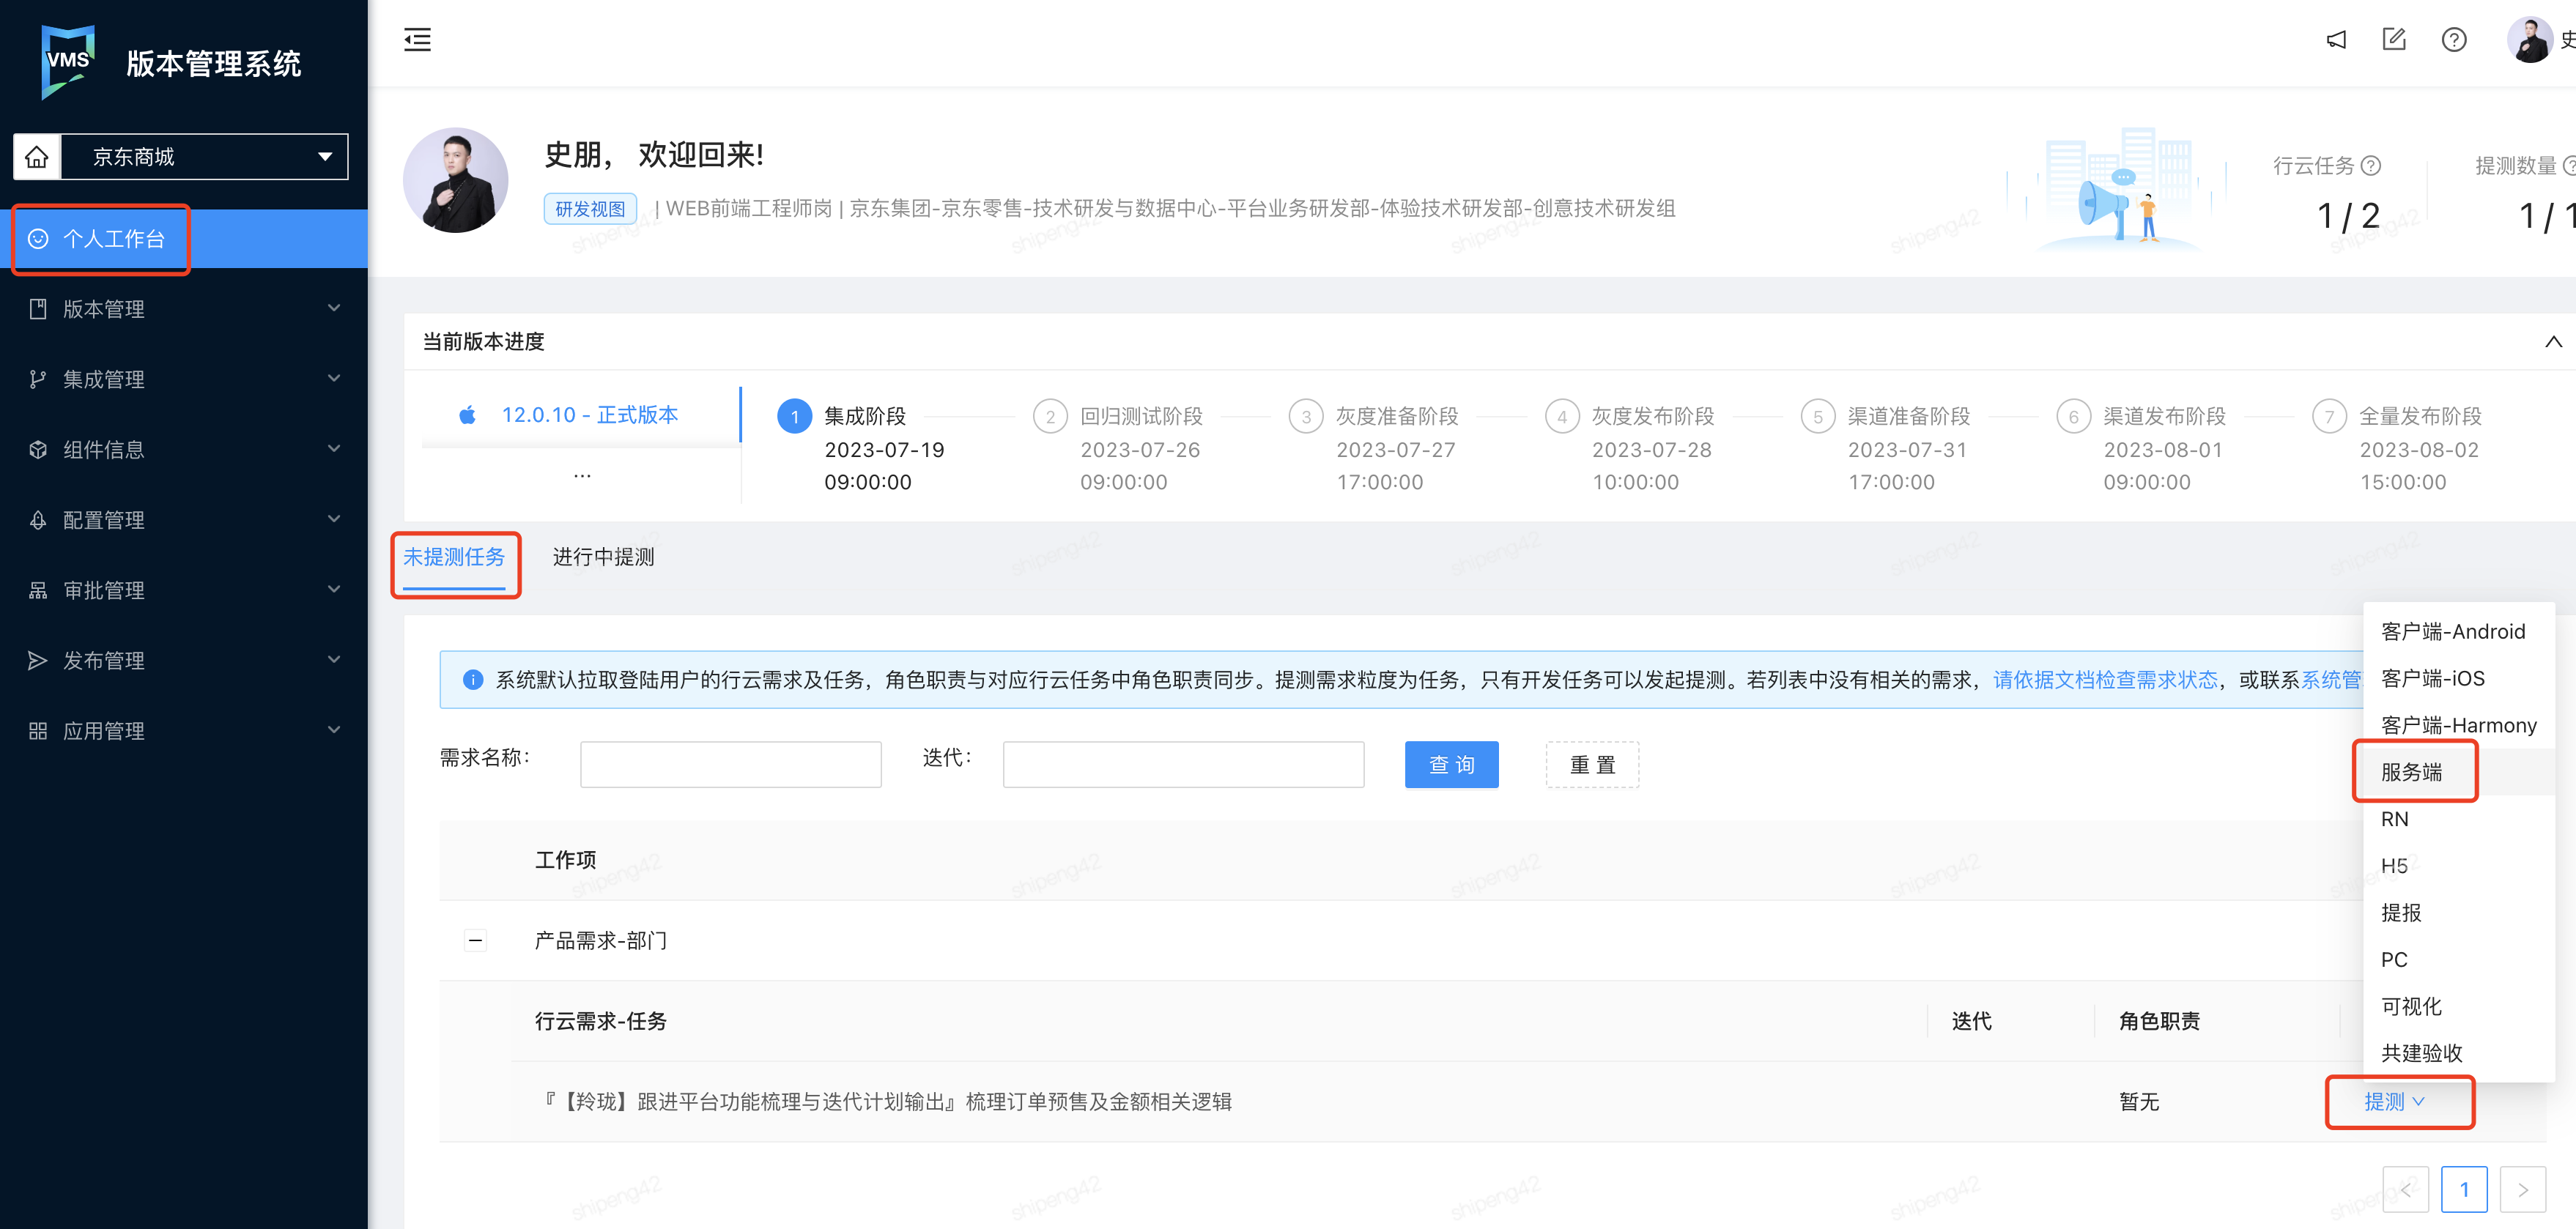 VMS 版本管理系统
京东商城
个人工作台
版本管理
集成管理
组件信息
配置管理
审批管理
发布管理
应用管理
史
史朋， 欢迎回来!
研发视图 | WEB前端工程师岗 | 京东集团-京东零售-技术研发与数据中心-平台业务研发部-体验技术研发部-创意技术研发组
行云任务
1 / 2
提测数量
1 / 1
当前版本进度
12.0.10 - 正式版本
...
1 集成阶段
2023-07-19
09:00:00
2 回归测试阶段
2023-07-26
09:00:00
3 灰度准备阶段
2023-07-27
17:00:00
4 灰度发布阶段
2023-07-28
10:00:00
5 渠道准备阶段
2023-07-31
17:00:00
6 渠道发布阶段
2023-08-01
09:00:00
7 全量发布阶段
2023-08-02
15:00:00
未提测任务 进行中提测
系统默认拉取登陆用户的行云需求及任务，角色职责与对应行云任务中角色职责同步。提测需求粒度为任务，只有开发任务可以发起提测。若列表中没有相关的需求，请依据文档检查需求状态，或联系系统管
需求名称： 迭代： 查 询 重 置
工作项
产品需求-部门
行云需求-任务 迭代 角色职责
『【羚珑】跟进平台功能梳理与迭代计划输出』梳理订单预售及金额相关逻辑 暂无 提测
客户端-Android
客户端-iOS
客户端-Harmony
服务端
RN
H5
提报
PC
可视化
共建验收
< 1 >
shipeng42